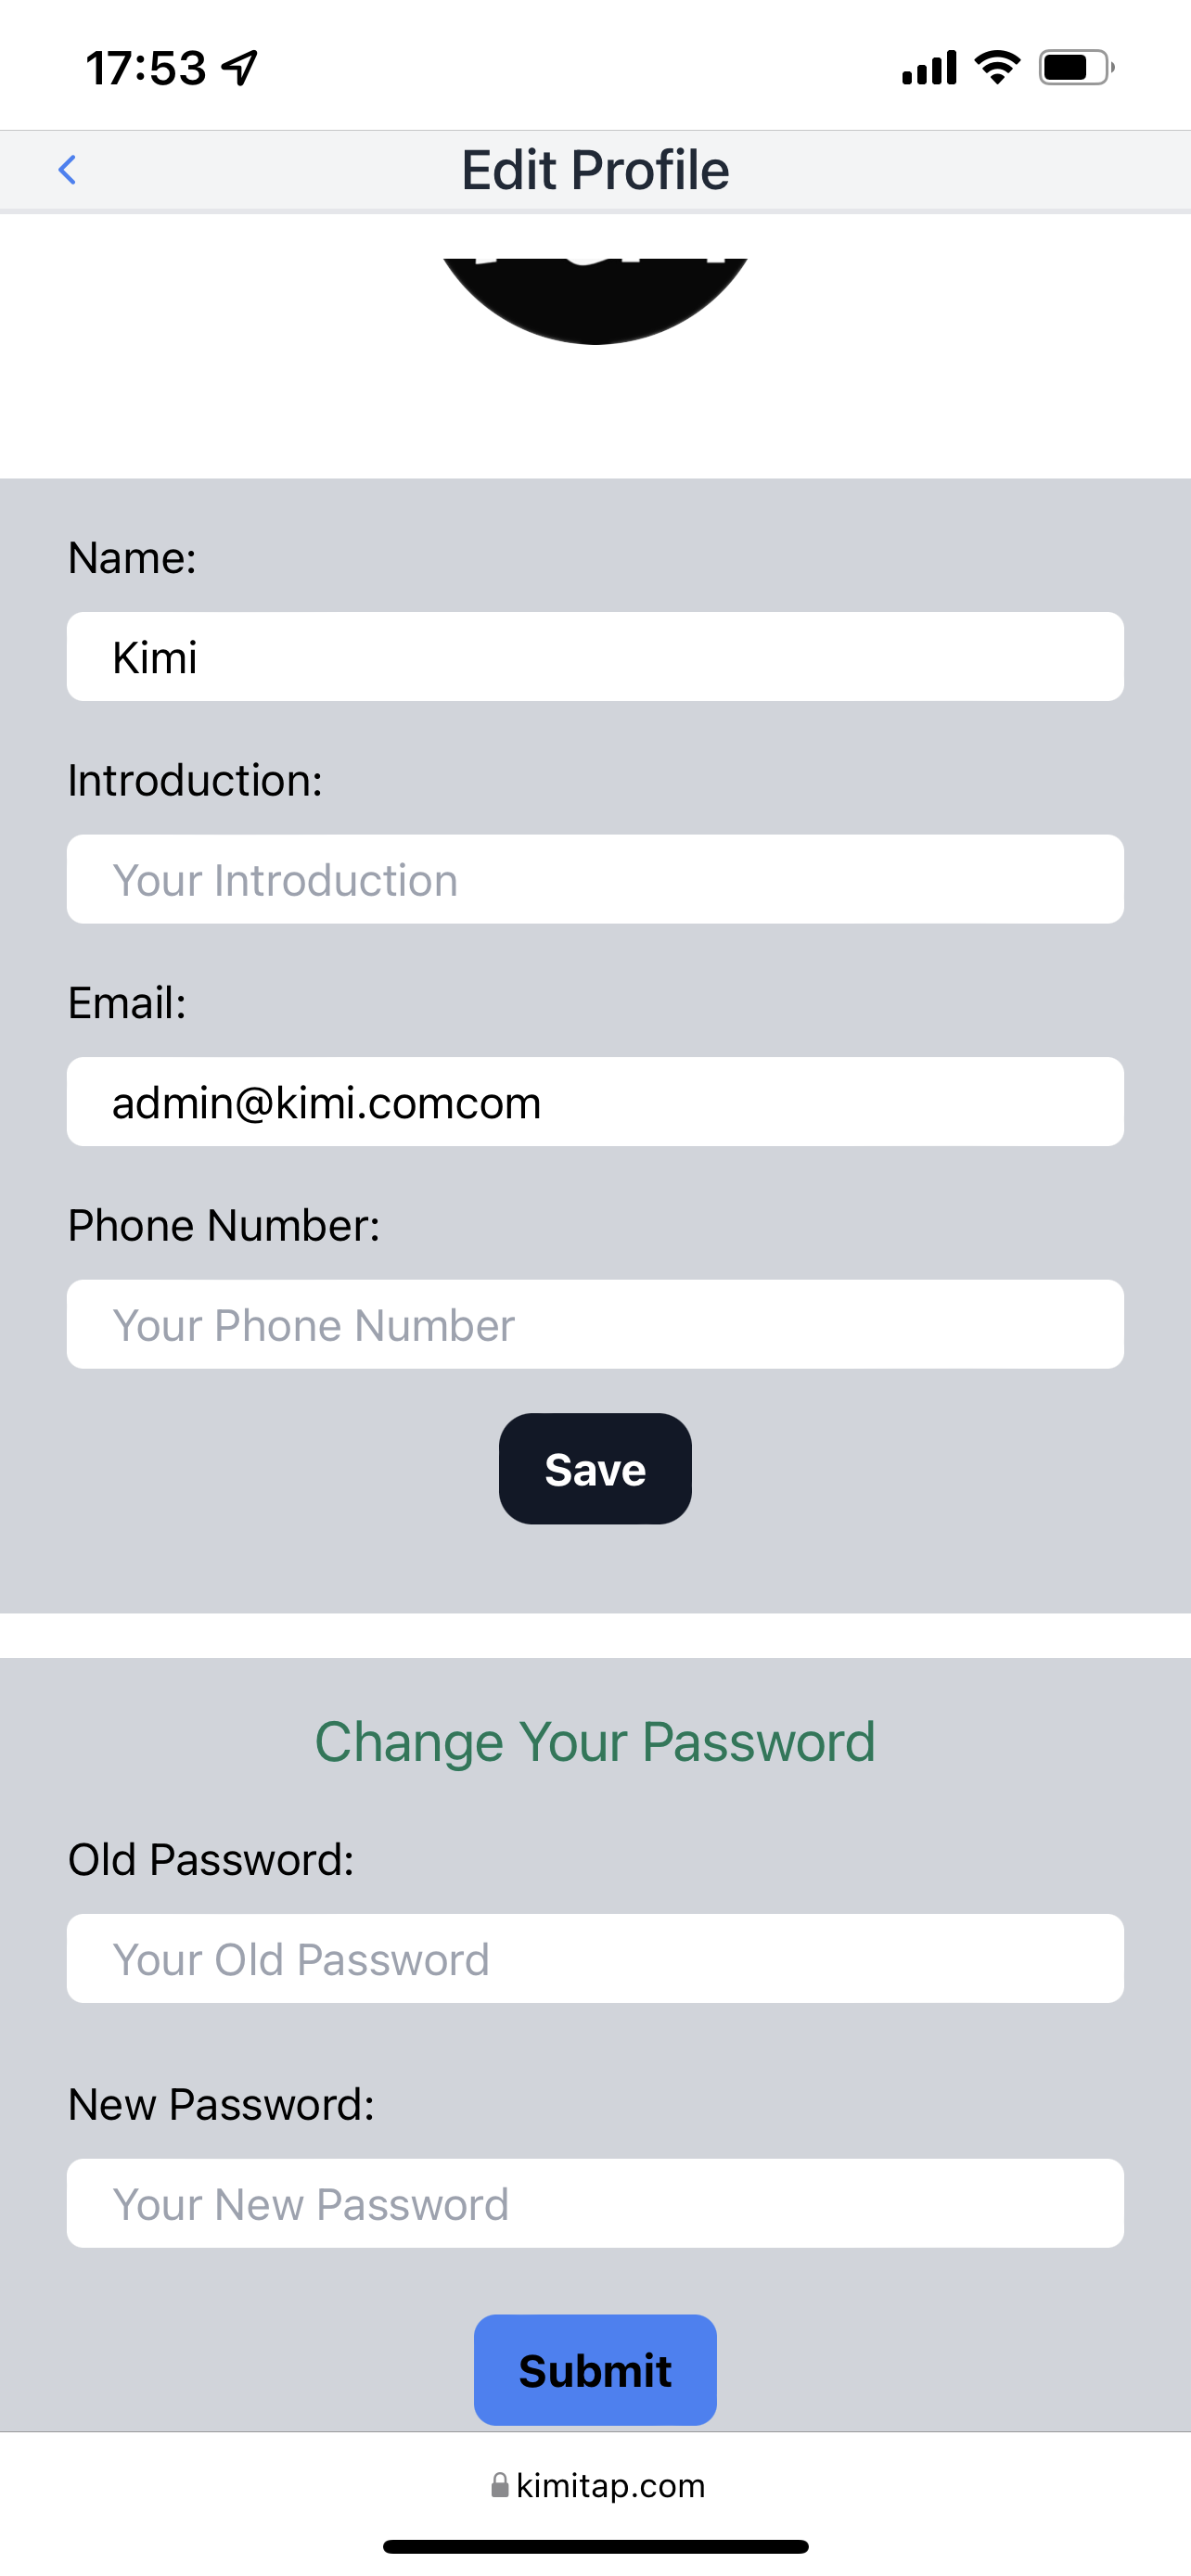 17:53
Edit Profile
Name:
Kimi
Introduction:
Your Introduction
Email:
admin@kimi.comcom
Phone Number:
Your Phone Number
Save
Change Your Password
Old Password:
Your Old Password
New Password:
Your New Password
Submit
kimitap.com